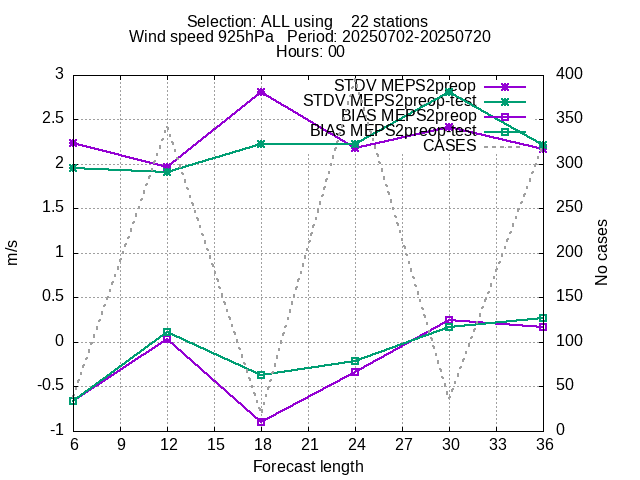 Selection: ALL using    22 stations
Wind speed 925hPa   Period: 20250702-20250720
Hours: 00
STDV MEPS2preop
STDV MEPS2preop-test
BIAS MEPS2preop
BIAS MEPS2preop-test
CASES
3
2.5
2
1.5
1
0.5
0
-0.5
-1
m/s
400
350
300
250
200
150
100
50
0
No cases
6 9 12 15 18 21 24 27 30 33 36
Forecast length